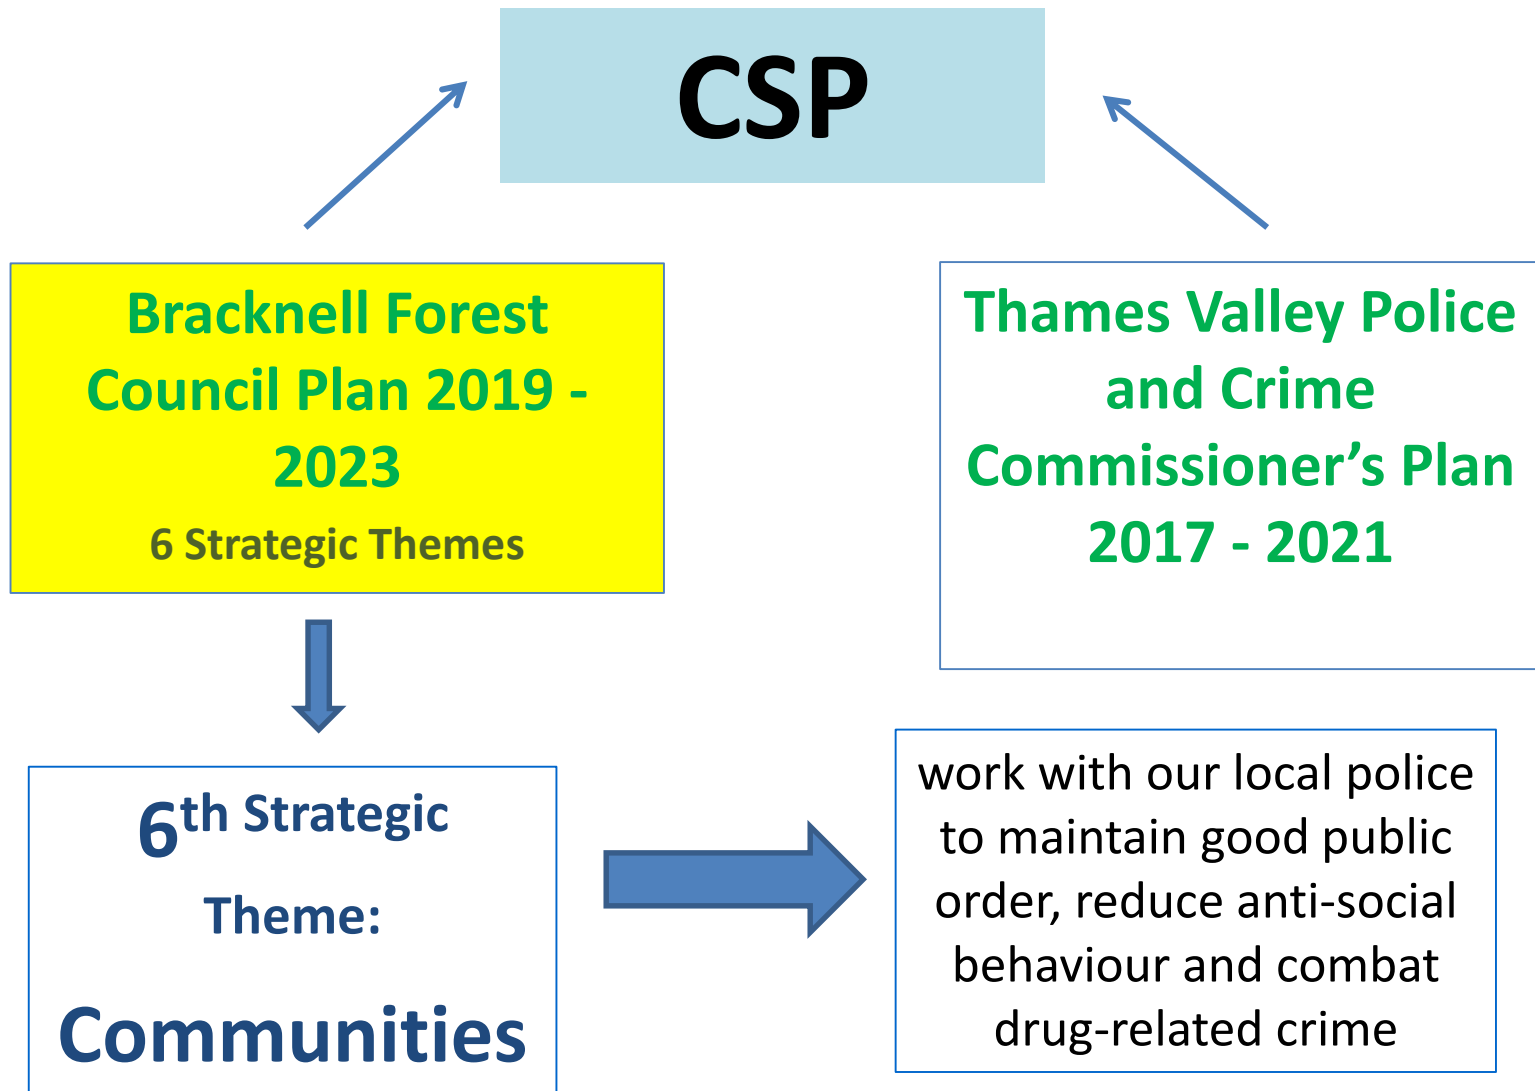 CSP
Bracknell Forest
Council Plan 2019 -
2023
6 Strategic Themes
Thames Valley Police
and Crime
Commissioner’s Plan
2017 - 2021
6th Strategic
Theme:
Communities
work with our local police
to maintain good public
order, reduce anti-social
behaviour and combat
drug-related crime